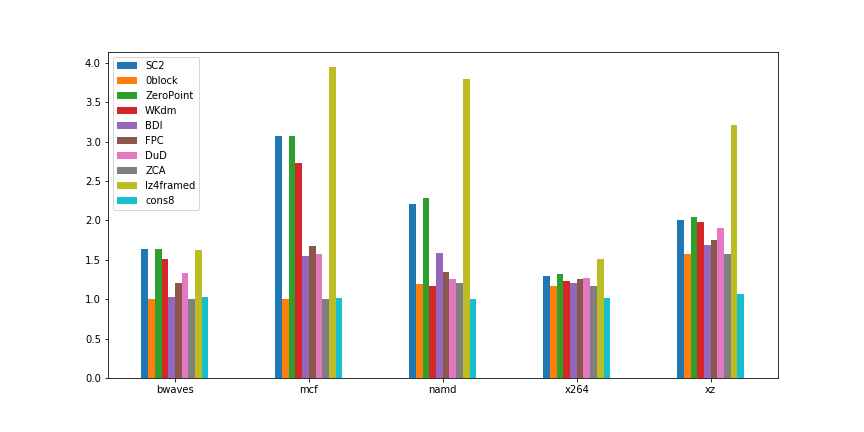 4.0
3.5
3.0
2.5
2.0
1.5
1.0
0.5
0.0
SC2
0block
ZeroPoint
WKdm
BDI
FPC
DuD
ZCA
lz4framed
cons8
bwaves
mcf
namd
x264
xz